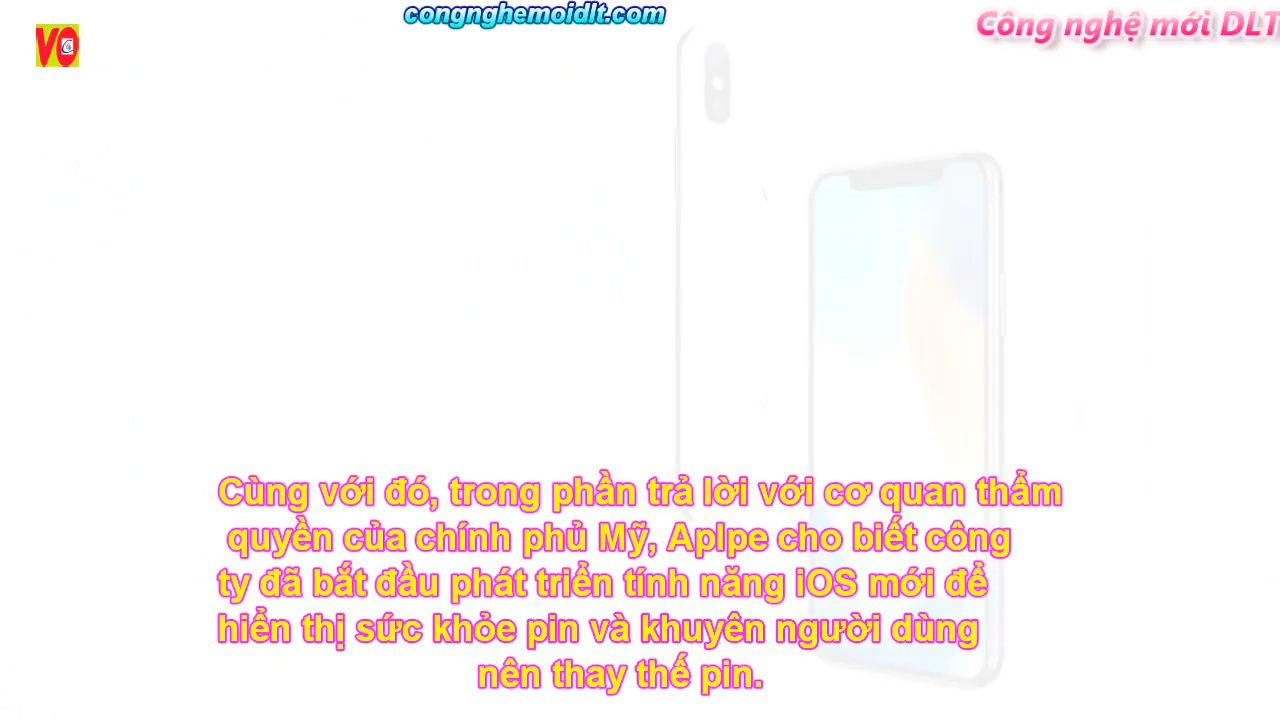 congnghemoidlt.com
Công nghệ mới DLT
VO
Cùng với đó, trong phần trả lời với cơ quan thẩm
quyền của chính phủ Mỹ, Aplpe cho biết công
ty đã bắt đầu phát triển tính năng iOS mới để
hiển thị sức khỏe pin và khuyên người dùng
nên thay thế pin.